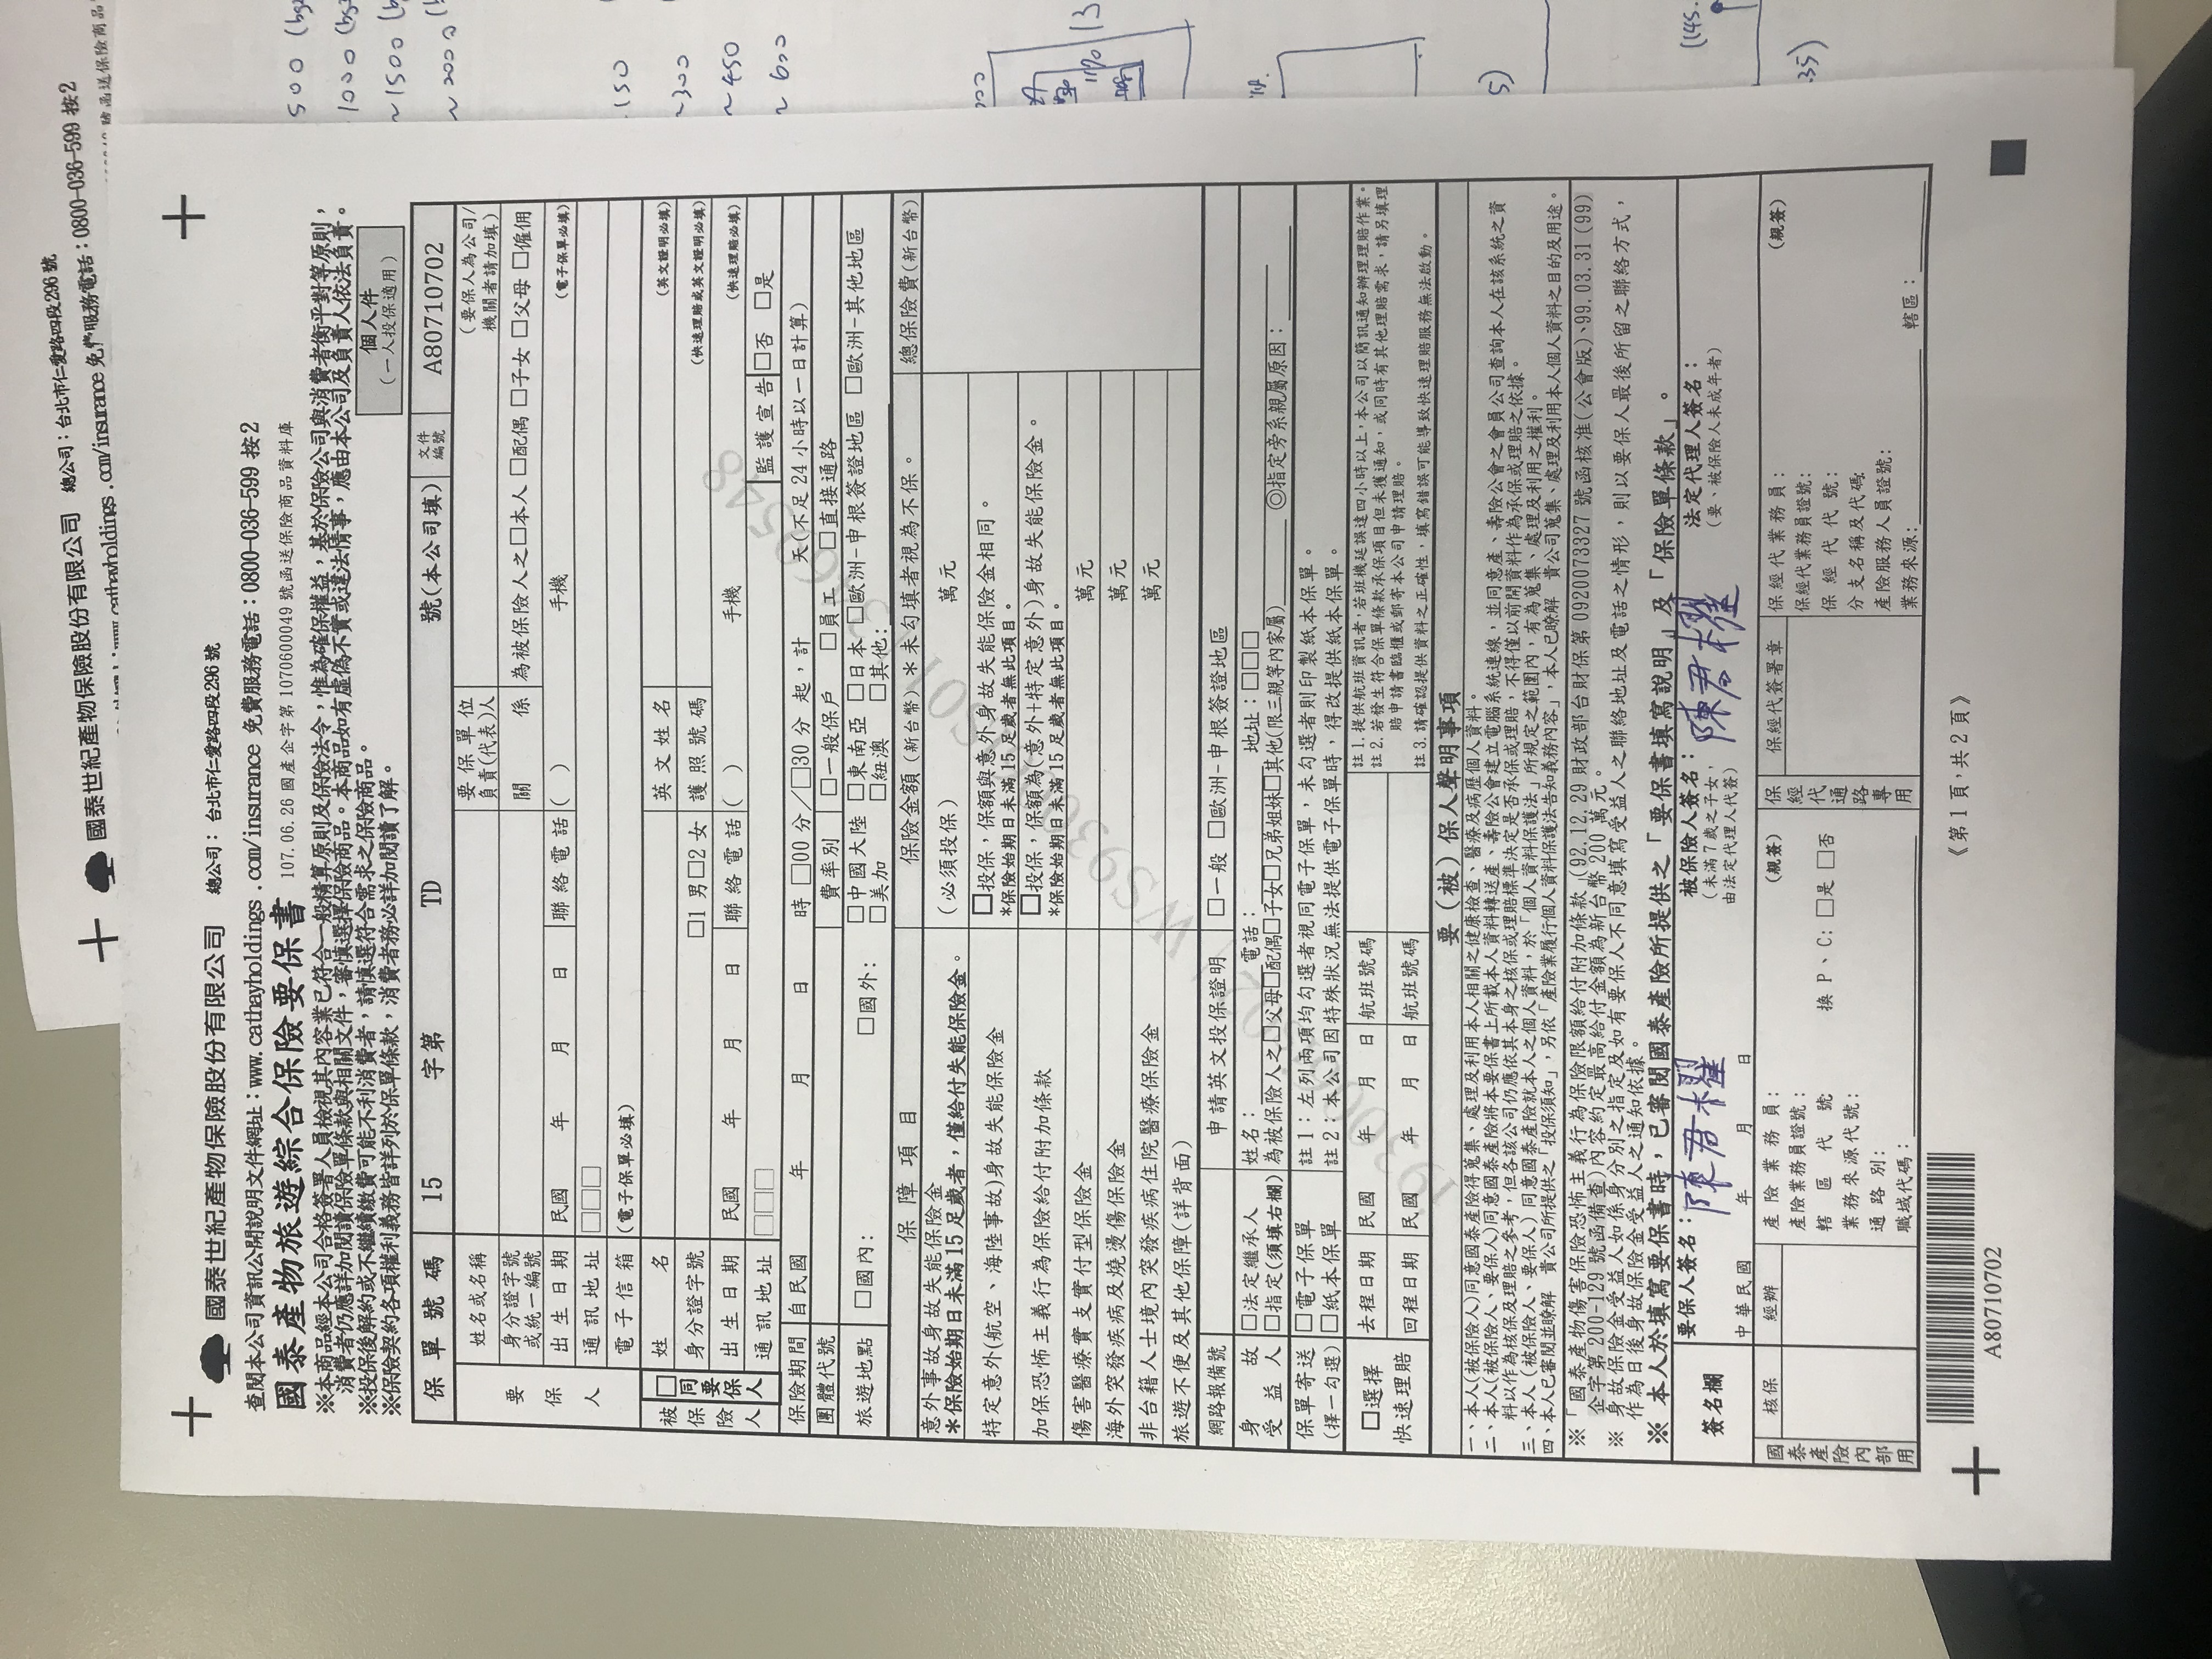 國泰世紀產物保險股份有限公司 總公司：台北市仁愛路四段296號
www.cathayholdings .com/insurance 免費服務電話：0800-036-599 按2
號函送保險商品
國泰世紀產物保險股份有限公司 總公司： 台北市仁愛路四段296號
查閱本公司資訊公開說明文件網址：www.cathayholdings .com/insurance 免費服務電話：0800-036-599 按2
國泰產物旅遊綜合保險要保書 107.06.26 國產企字第 1070600049 號函送保險商品資料庫
※本商品經本公司合格簽署人員檢視其內容業已符合一般精算原則及保險法令，惟為確保權益，基於保險公司與消費者衡平對等原則，
消費者仍應詳加閱讀保險單條款與相關文件，審慎選擇保險商品。本商品如有虛偽不實或違法情事，應由本公司及負責人依法負責。
※投保後解約或不繼續繳費可能不利消費者，請慎選符合需求之保險商品。
※保險契約各項權利義務皆詳列於保單條款，消費者務必詳加閱讀了解。
個人件
（一人投保適用）
保單號碼 15 字第 TD 號(本公司填) 文件編號 A80710702
要保人
姓名或名稱 要保單位負責(代表)人 （要保人為公司/機關者請加填）
身分證字號或統一編號 關係 為被保險人之□本人 □配偶 □子女 □父母 □僱佣
出生日期 民國 年 月 日 聯絡電話 ( ) 手機 (電子保單必填)
通訊地址 □□□
電子信箱 (電子保單必填)
被保險人 □同要保人
姓名 英文姓名 (英文證明必填)
身分證字號 □1 男□2 女 護照號碼 (快速理賠或英文證明必填)
出生日期 民國 年 月 日 聯絡電話 ( ) 手機 (快速理賠必填)
通訊地址 □□□ 監護宣告 □否 □是
保險期間 自民國 年 月 日 時 □00 分／□30 分 起，計 天(不足 24 小時以一日計算)
團體代號 費率別 □一般保戶 □員工 □直接通路
旅遊地點 □國內： □國外： □中國大陸 □東南亞 □日本 □歐洲-申根簽證地區 □歐洲-其他地區
□美加 □紐澳 □其他：
保障項目 保險金額（新台幣）＊未勾填者視為不保。 總保險費(新台幣)
意外事故身故失能保險金
＊保險始期日未滿 15 足歲者，僅給付失能保險金。
（必須投保） 萬元
特定意外(航空、海陸事故)身故失能保險金 □投保，保額與意外身故失能保險金相同。
*保險始期日未滿 15 足歲者無此項目。
加保恐怖主義行為保險給付附加條款 □投保，保額為(意外+特定意外)身故失能保險金。
*保險始期日未滿 15 足歲者無此項目。
傷害醫療實支實付型保險金 萬元
海外突發疾病及燒燙傷保險金 萬元
非台籍人士境內突發疾病住院醫療保險金 萬元
旅遊不便及其他保障(詳背面)
網路報備號 申請英文投保證明 □一般 □歐洲-申根簽證地區
身故受益人 □法定繼承人 姓名： 電話： 地址：□□□
□指定(須填右欄) 為被保險人之□父母□配偶□子女□兄弟姐妹□其他(限三親等內家屬) ◎指定旁系親屬原因：
保單寄送 □電子保單 註 1：左列兩項均勾選者視同電子保單，未勾選者則印製紙本保單。
(擇一勾選) □紙本保單 註 2：本公司因特殊狀況無法提供電子保單時，得改提供紙本保單。
□選擇快速理賠
去程日期 民國 年 月 日 航班號碼
回程日期 民國 年 月 日 航班號碼
註 1. 提供航班資訊者，若班機延誤達四小時以上，本公司以簡訊通知辦理理賠作業。
註 2. 若發生符合保單條款承保項目但未獲通知，或同時有其他理賠需求，請另填理
賠申請書臨櫃或郵寄本公司申請理賠。
註 3. 請確認提供資料之正確性，填寫錯誤可能導致快速理賠服務無法啟動。
要（被）保人聲明事項
一、本人(被保險人)同意國泰產險得蒐集、處理及利用本人相關之健康檢查、醫療及病歷個人資料。
二、本人(被保險人、要保人)同意國泰產險將本要保書上所載本人資料轉送產、壽險公會建立電腦系統連線，並同意產、壽險公會之會員公司查詢本人在該系統之資
料以作為核保及理賠之參考，但各該公司仍應依其本身之核保或理賠標準決定是否承保或理賠，不得僅以前開資料作為承保或理賠之依據。
三、本人（被保險人、要保人）同意國泰產險就本人之個人資料，於「個人資料保護法」所規定之範圍內，有為蒐集、處理及利用之權利。
四、本人已審閱並瞭解 貴公司所提供之「投保須知」，另依「產險業履行個人資料保護法告知義務內容」，本人已瞭解 貴公司蒐集、處理及利用本人個人資料之目的及用途。
※「國泰產物傷害保險恐怖主義行為保險限額給付附加條款」(92.12.29 財政部台財保第 0920073327 號函核准(公會版)、99.03.31(99)
企字第 200-129 號函備查)內容約定最高給付金額為新台幣 200 萬元。
※ 身故保險金受益人如係身分別之指定及如有要保人不同意填寫受益人之聯絡地址及電話之情形，則以要保人最後所留之聯絡方式，
作為日後身故保險金受益人之通知依據。
※ 本人於填寫要保書時，已審閱國泰產險所提供之「要保書填寫說明」及「保險單條款」。
簽名欄
要保人簽名： 陳君櫂 被保險人簽名： 陳君櫂 法定代理人簽名：
（未滿 7 歲之子女，由法定代理人代簽）
（要、被保險人未成年者）
中華民國 年 月 日
國泰產險內部用
核保 經辦
產險業務員： （親簽）
產險業務員證號：
轄區代號 換 P、C：□是 □否
業務來源代號：
通路別：
職域代碼：
保經代通路專用
保經代簽署章
保經代業務員： （親簽）
保經代業務員證號：
保經代代號：
分支名稱及代碼：
產險服務人員證號：
業務來源： 轄區：
A80710702
《第 1 頁，共 2 頁》
500
1000
~1500
~2000
150
~300
~450
~600
11%
13
5)
(145.
.35)